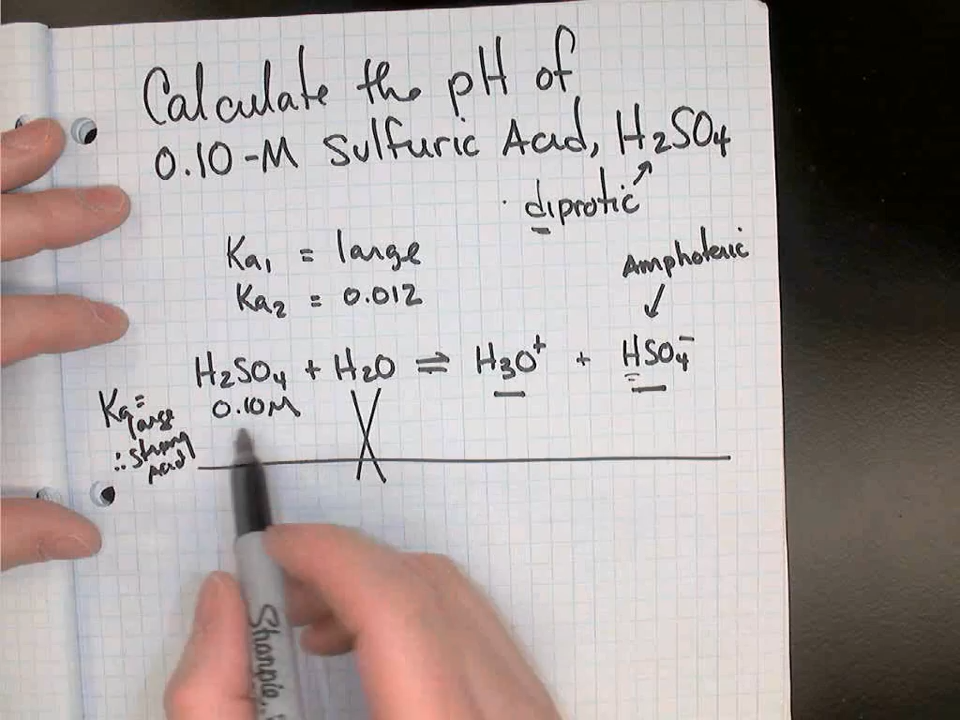 Calculate the pH of
0.10-M Sulfuric Acid, H2SO4
diprotic
Ka1 = large
Ka2 = 0.012
Amphoteric
H2SO4 + H2O ⇌ H3O+ + HSO4-
0.10M
Ka= large
∴ strong
Acid
Sharpie